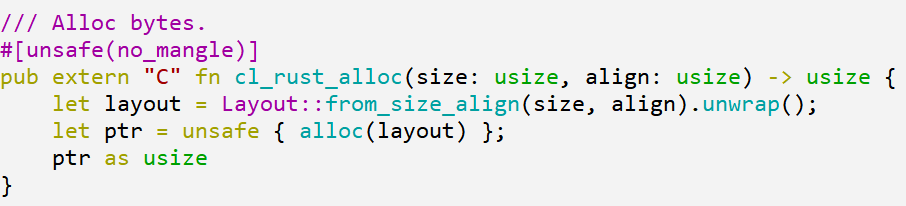 /// Alloc bytes.
#[unsafe(no_mangle)]
pub extern "C" fn cl_rust_alloc(size: usize, align: usize) -> usize {
    let layout = Layout::from_size_align(size, align).unwrap();
    let ptr = unsafe { alloc(layout) };
    ptr as usize
}